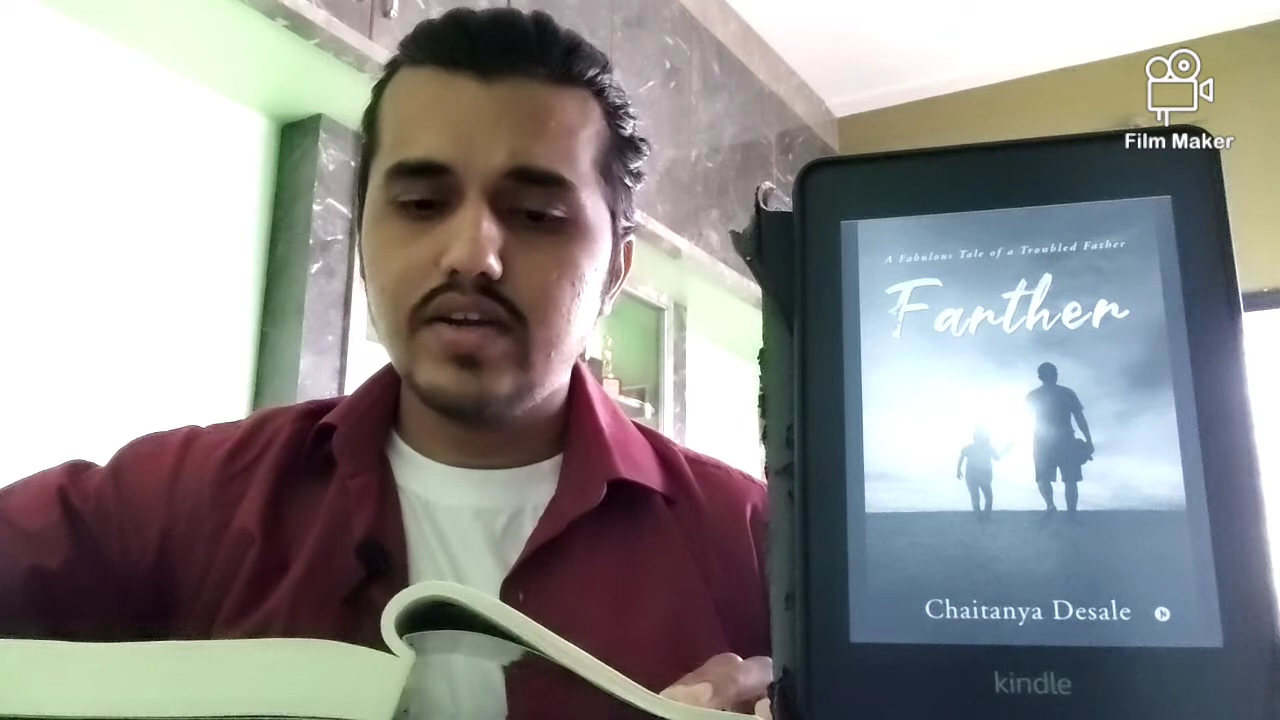 Film Maker
A Fabulous Tale of a Troubled Father
Farther
Chaitanya Desale
N
kindle